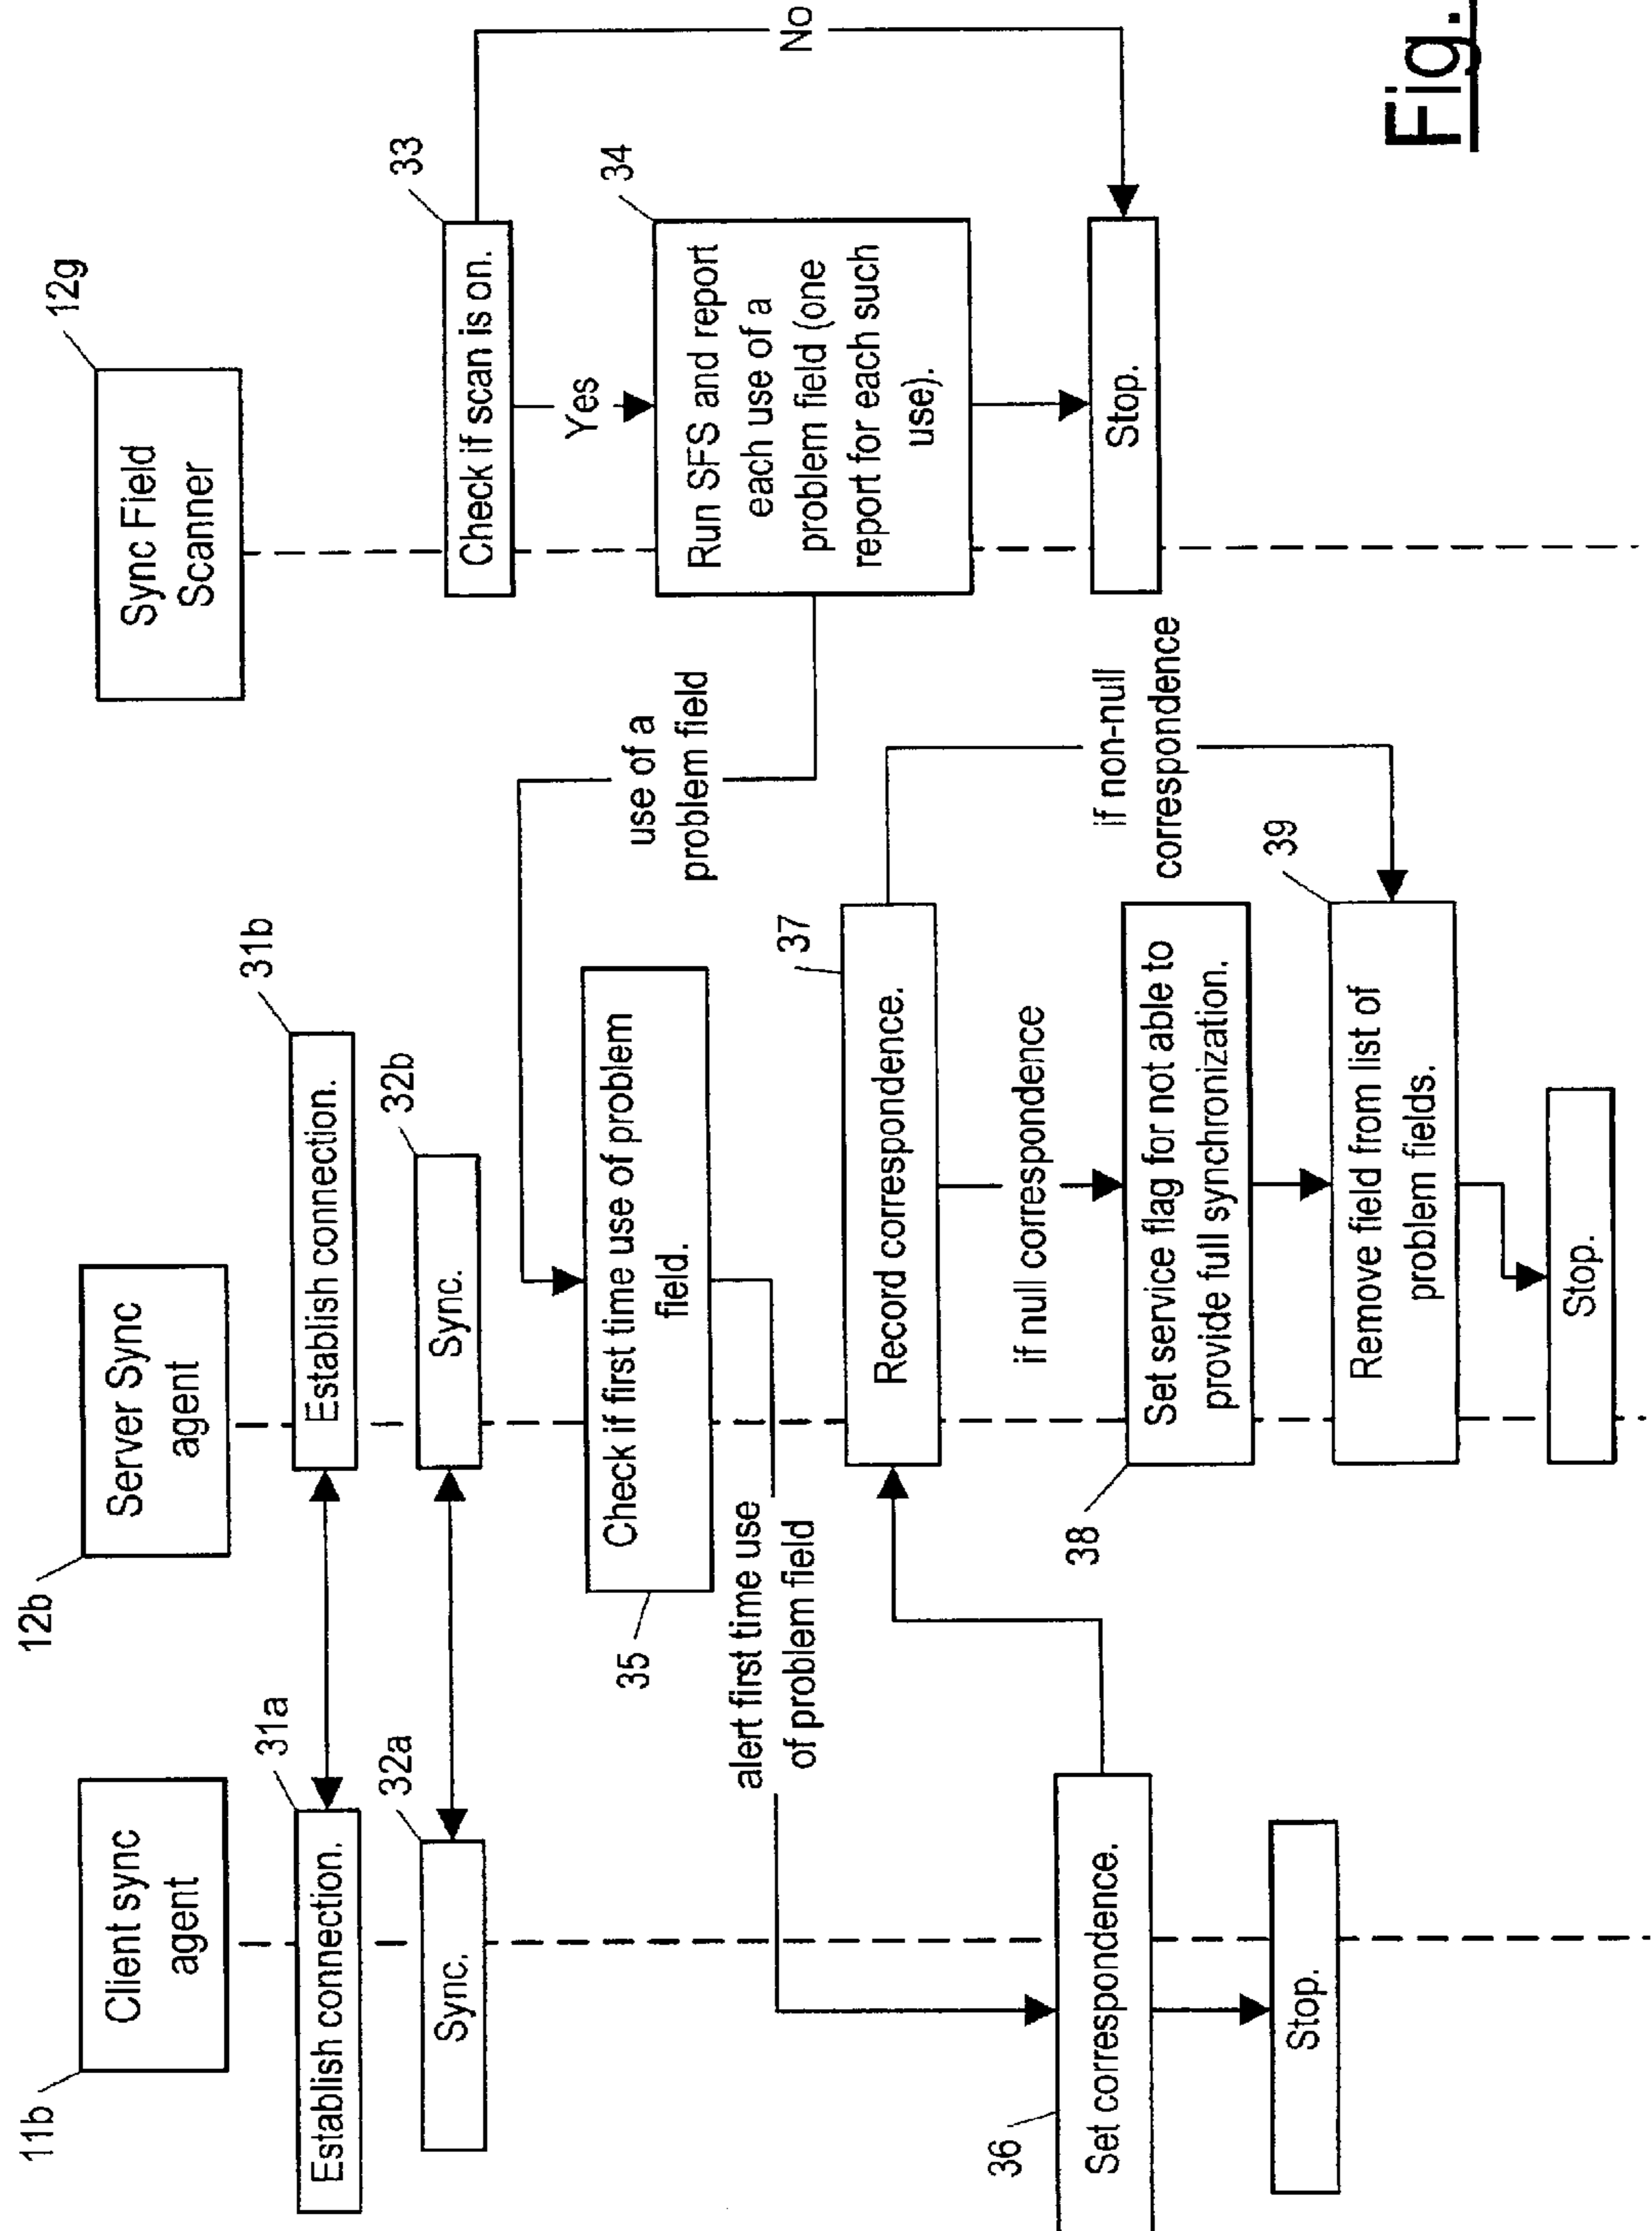 11b
Client sync
agent
12b
Server Sync
agent
12g
Sync Field
Scanner
31a
Establish connection.
31b
Establish connection.
32a
Sync.
32b
Sync.
33
Check if scan is on.
Yes
No
34
Run SFS and report
each use of a
problem field (one
report for each such
use).
Stop.
use of a
problem field
35
Check if first time use of problem
field.
alert first time use
of problem field
36
Set correspondence.
Stop.
37
Record correspondence.
if null correspondence
if non-null
correspondence
38
Set service flag for not able to
provide full synchronization.
39
Remove field from list of
problem fields.
Stop.
Fig.